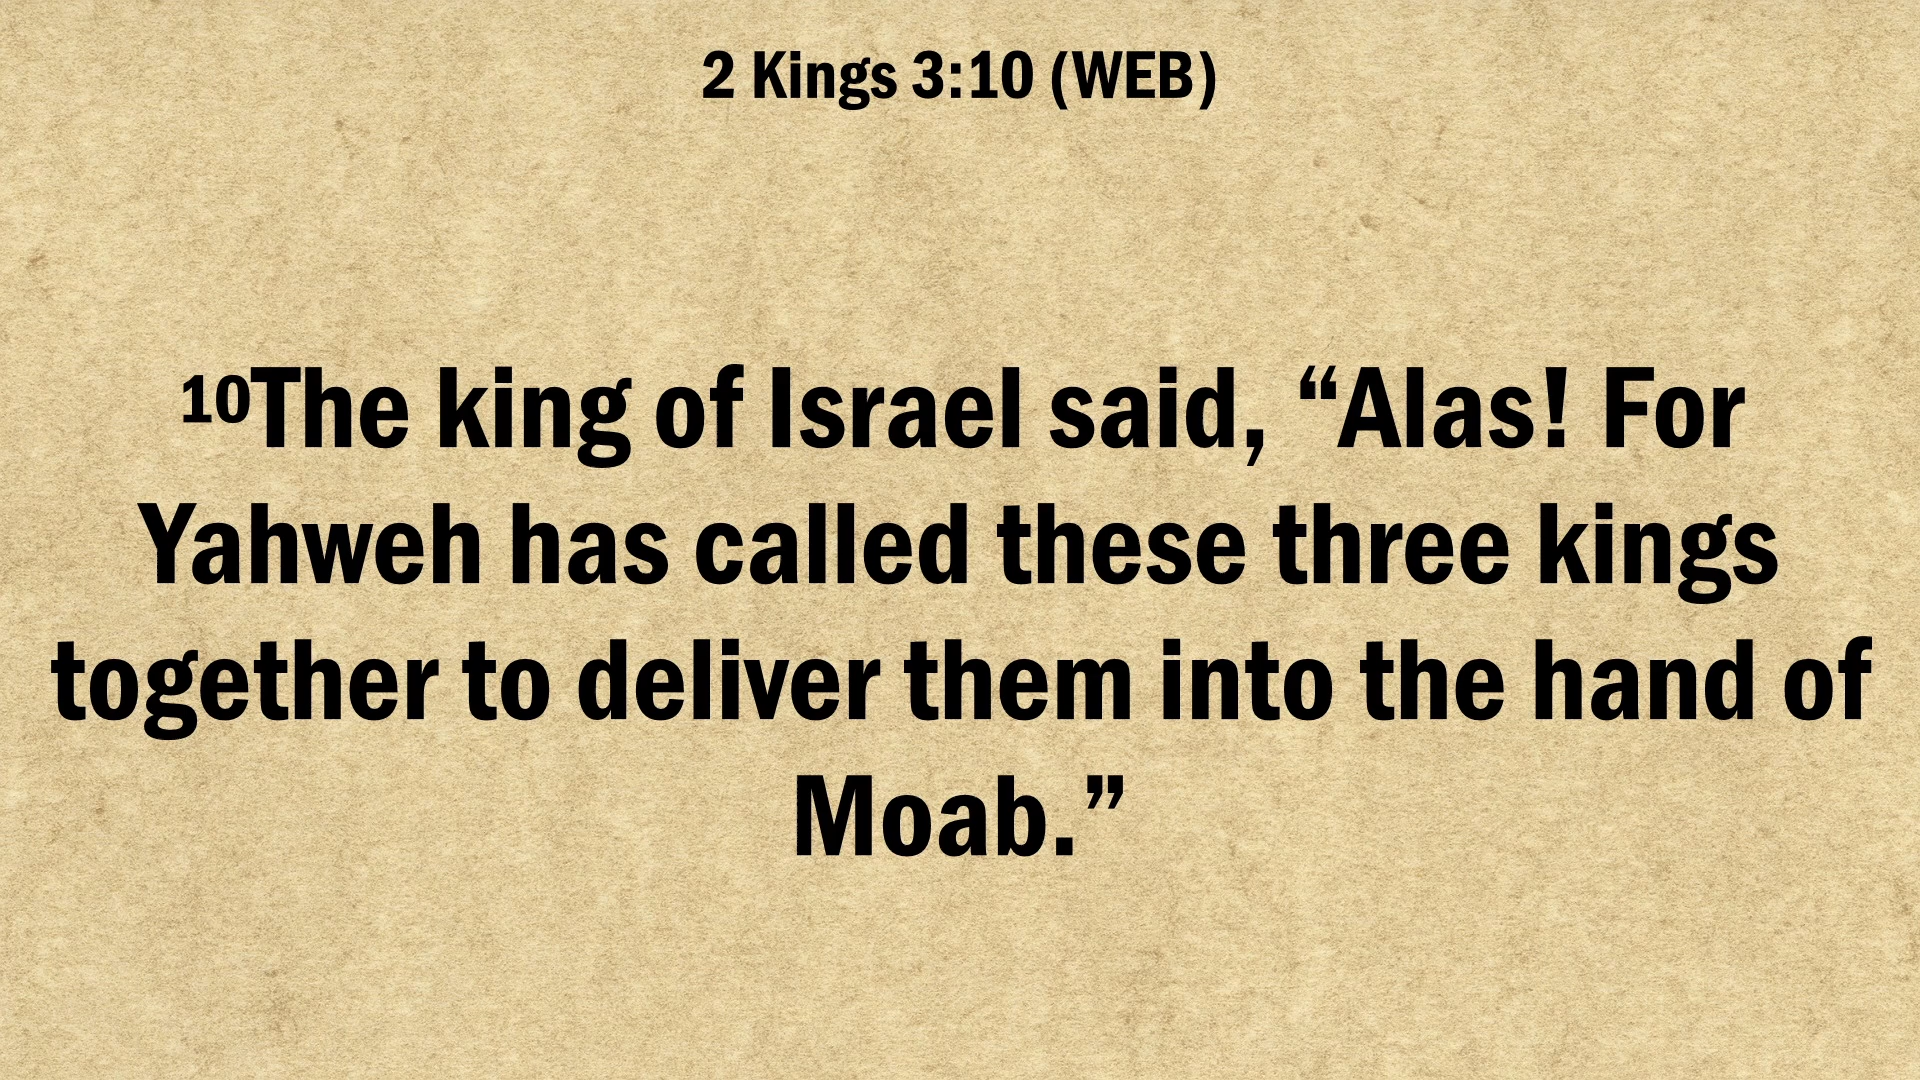 2 Kings 3:10 (WEB)
¹⁰The king of Israel said, “Alas! For
Yahweh has called these three kings
together to deliver them into the hand of
Moab.”